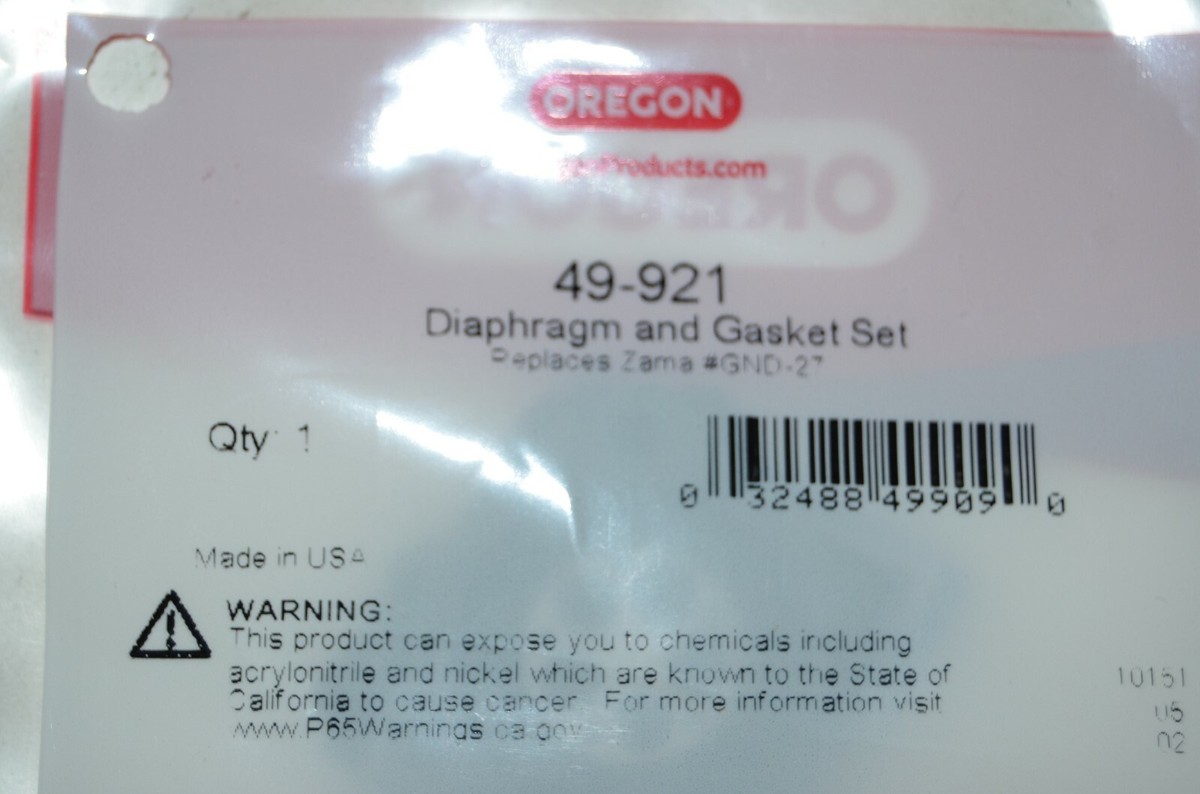 OREGON
49-921
Diaphragm and Gasket Set
Replaces Zama #GND-27
Qty: 1
0 32488 49909 0
Made in USA
WARNING:
This product can expose you to chemicals including
acrylonitrile and nickel which are known to the State of
California to cause cancer. For more information visit
www.P65Warnings.ca.gov
10151
05
02